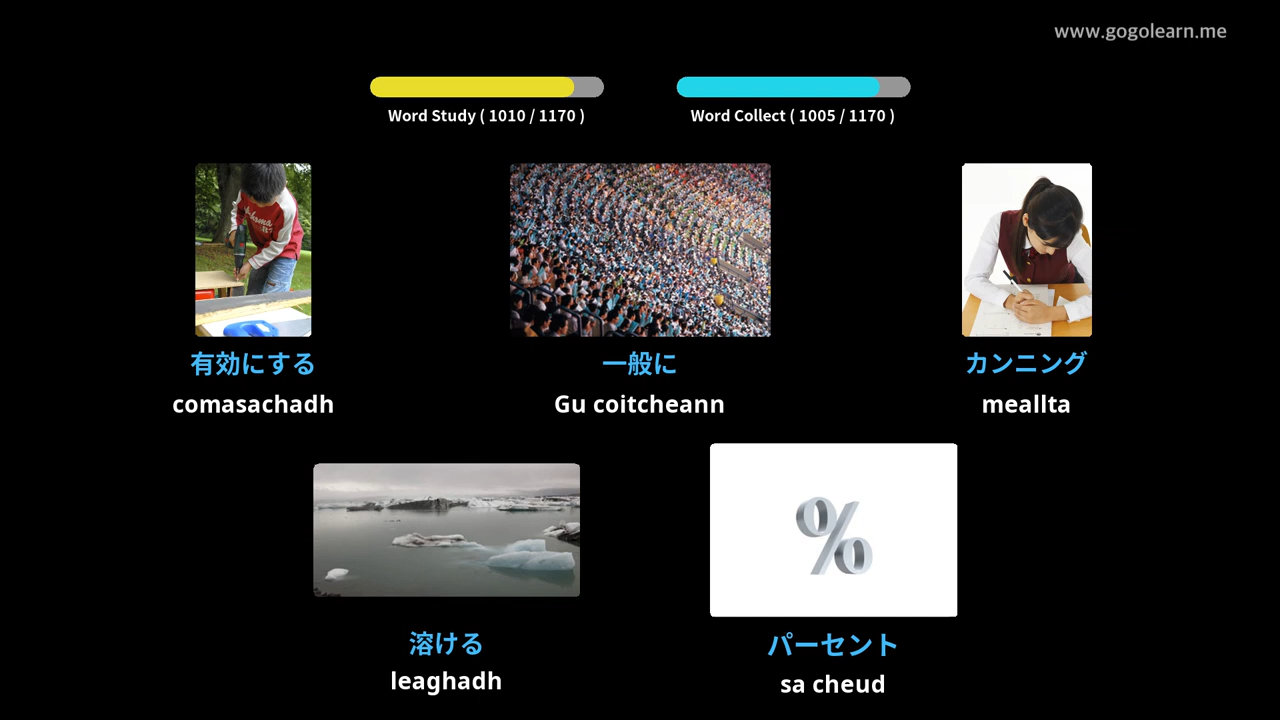 www.gogolearn.me
Word Study ( 1010 / 1170 )
Word Collect ( 1005 / 1170 )
有効にする
comasachadh
一般に
Gu coitcheann
カンニング
meallta
溶ける
leaghadh
パーセント
sa cheud
%